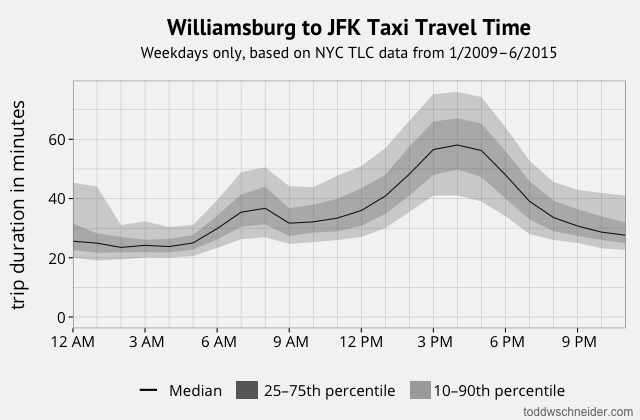 Williamsburg to JFK Taxi Travel Time
Weekdays only, based on NYC TLC data from 1/2009–6/2015
trip duration in minutes
60
40
20
0
12 AM 3 AM 6 AM 9 AM 12 PM 3 PM 6 PM 9 PM
Median 25–75th percentile 10–90th percentile
toddwschneider.com